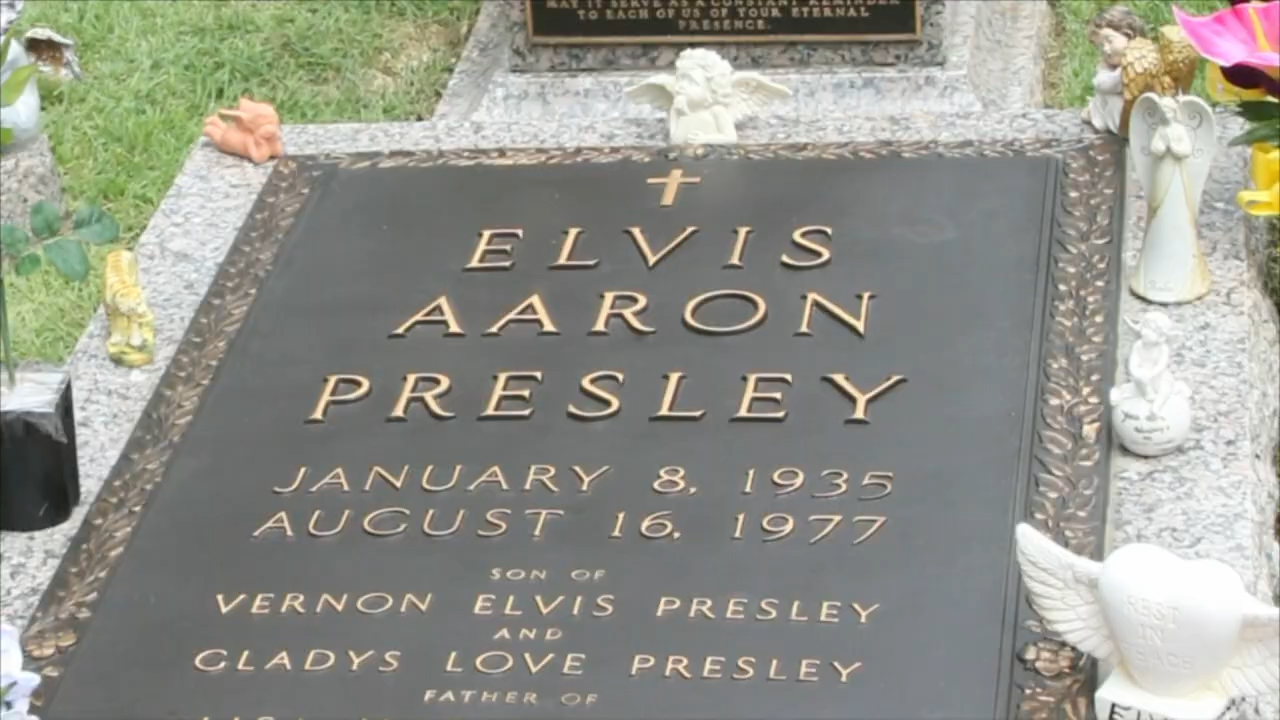 MAY IT SERVE AS A CONSTANT REMINDER
TO EACH OF US OF YOUR ETERNAL
PRESENCE.
ELVIS
AARON
PRESLEY
JANUARY 8, 1935
AUGUST 16, 1977
SON OF
VERNON ELVIS PRESLEY
AND
GLADYS LOVE PRESLEY
FATHER OF
REST
IN
PEACE